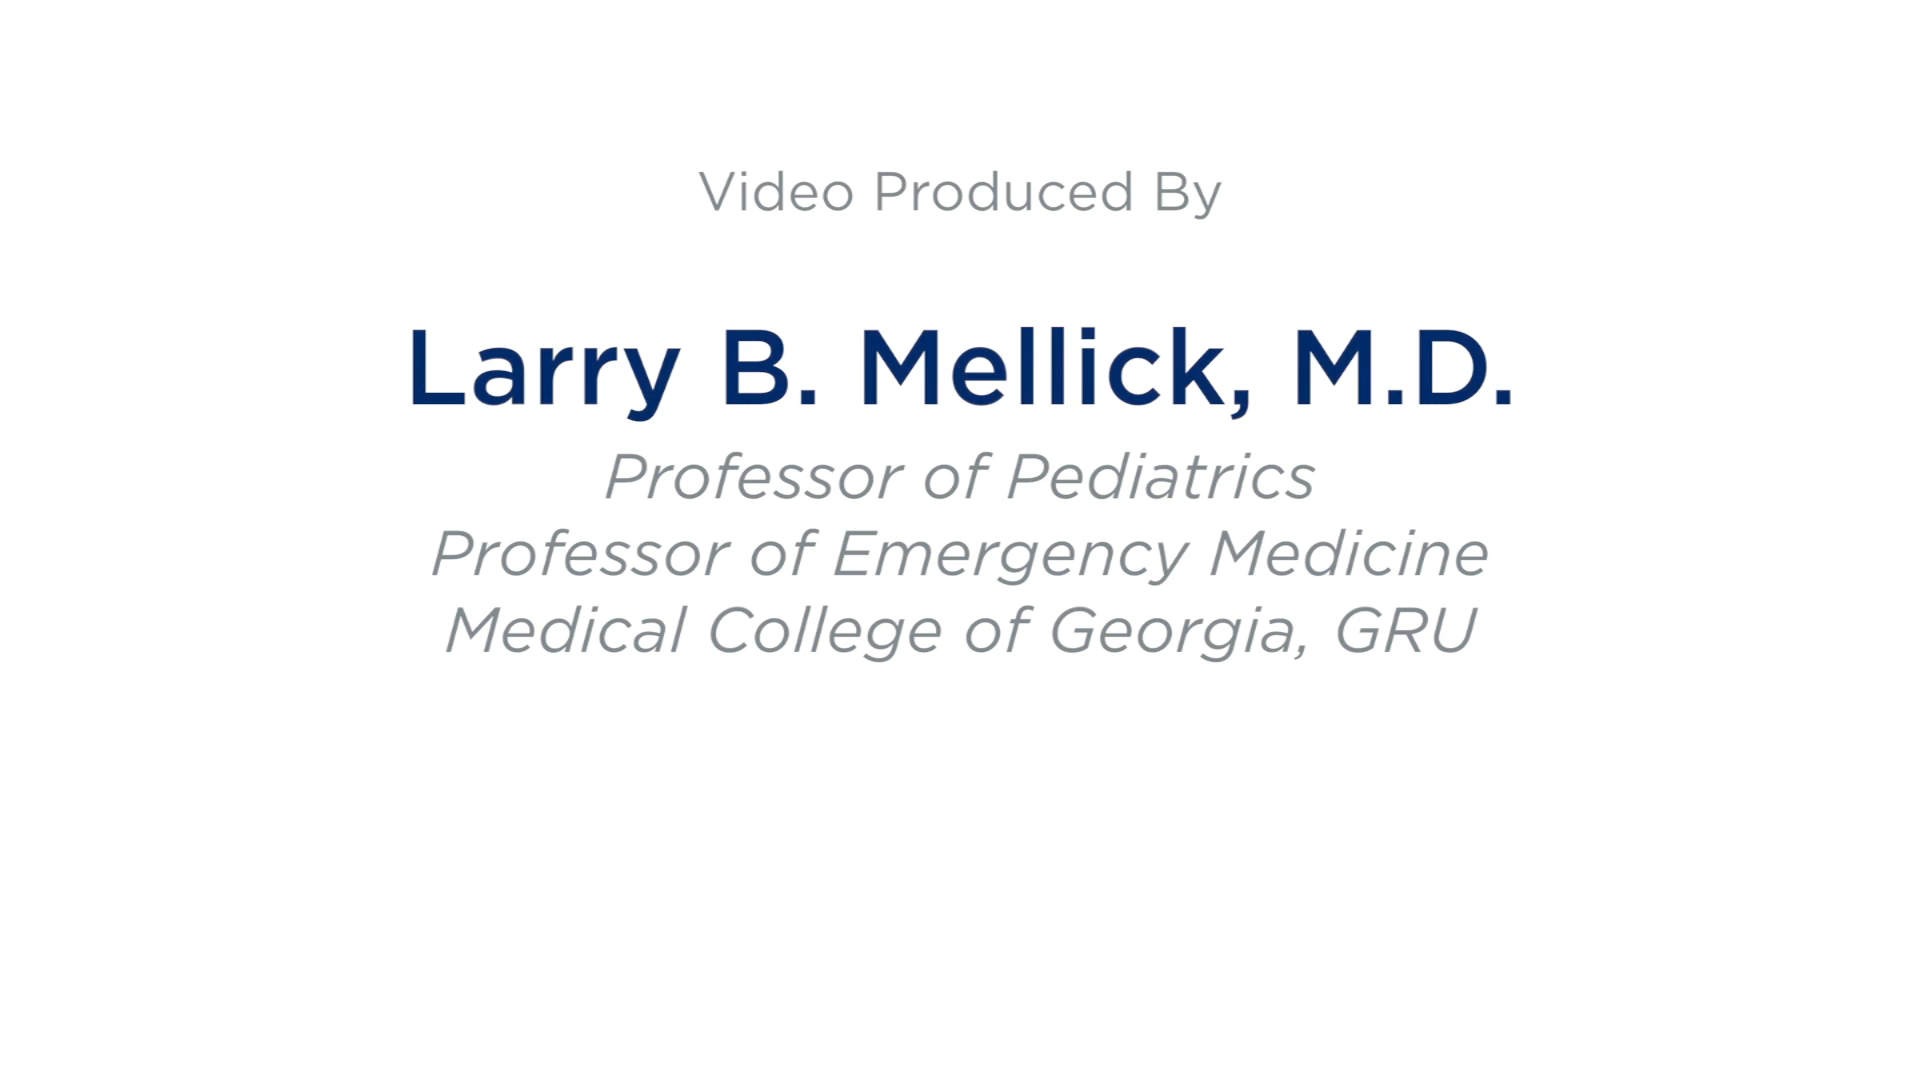 Video Produced By
Larry B. Mellick, M.D.
Professor of Pediatrics
Professor of Emergency Medicine
Medical College of Georgia, GRU